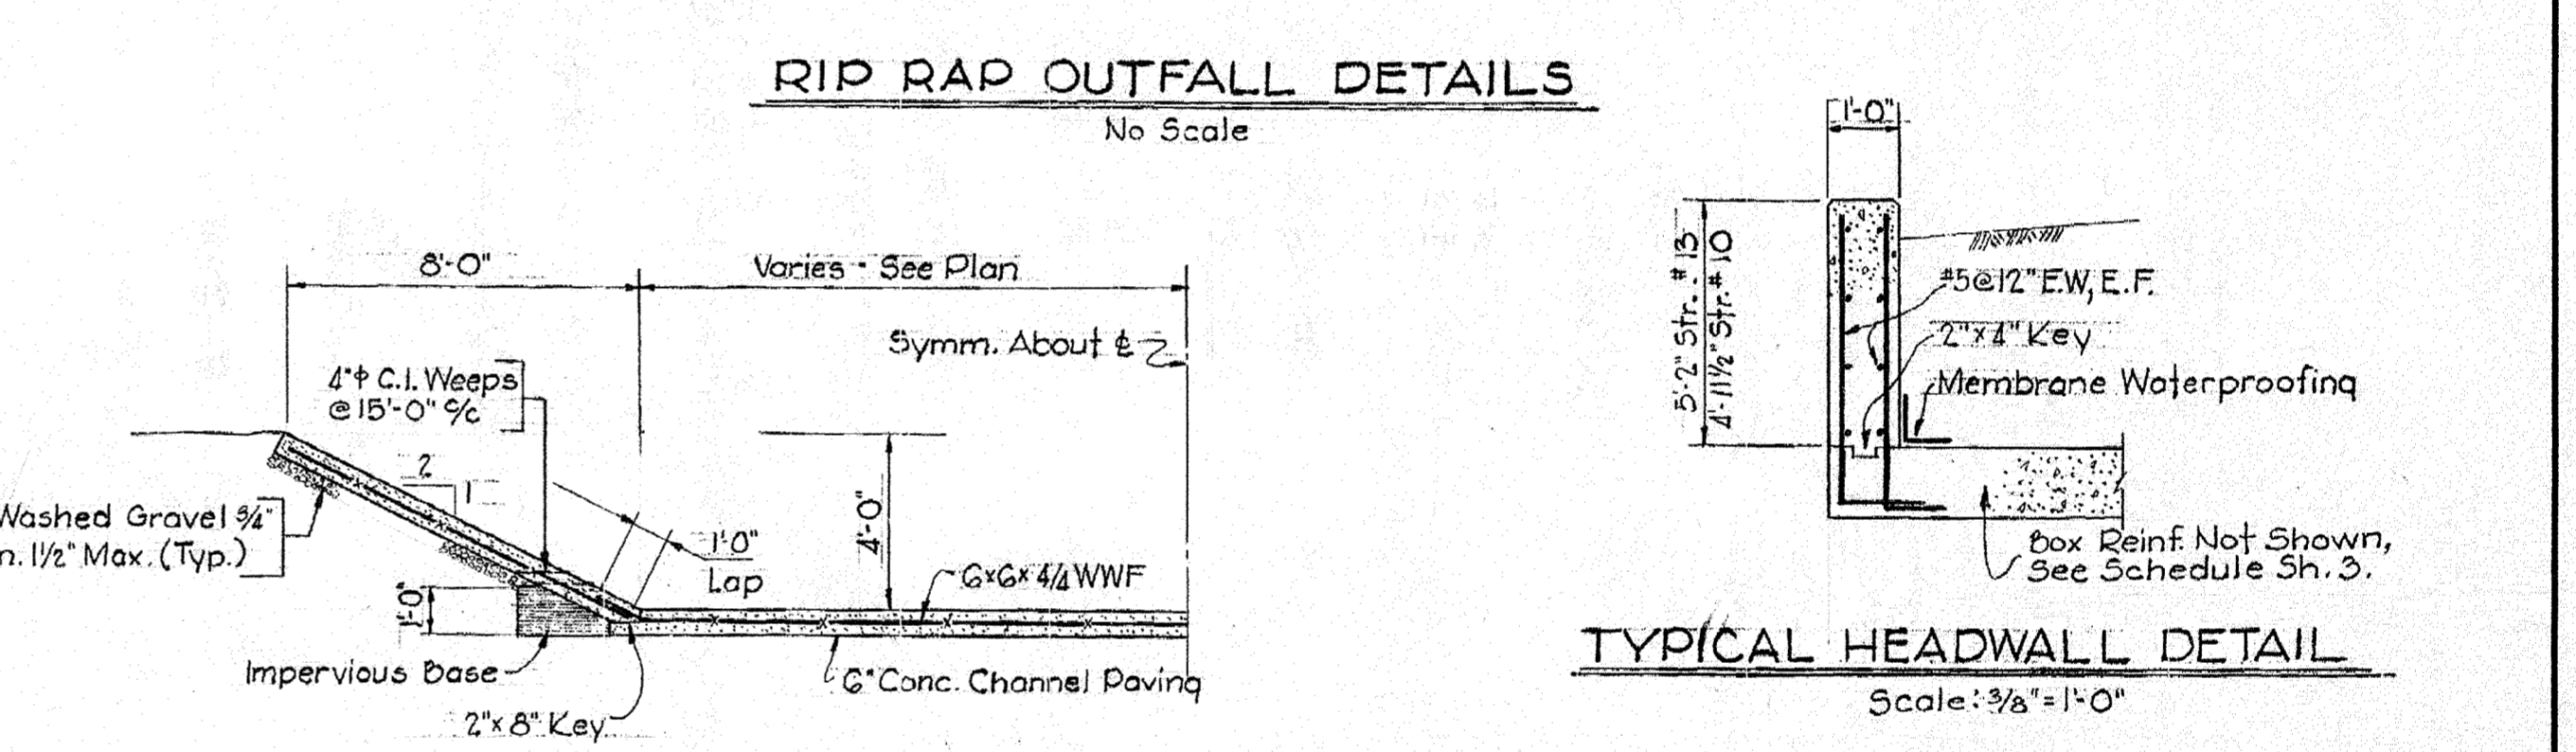 RIP RAP OUTFALL DETAILS
No Scale
8'-0"
Varies - See Plan
Symm. About ℄
4"ϕ C.I. Weeps
@ 15'-0" c/c
2
1
Washed Gravel 3/4"
n. 1 1/2" Max. (Typ.)
1'-0"
Lap
4'-0"
6x6x 4/4 WWF
1'-0"
Impervious Base
6" Conc. Channel Paving
2"x 8" Key
1'-0"
5'-2" Str. #13
4'-11 1/2" Str. #10
#5@12" E.W., E.F.
2"x4" Key
Membrane Waterproofing
Box Reinf. Not Shown,
See Schedule Sh. 3.
TYPICAL HEADWALL DETAIL
Scale: 3/8" = 1'-0"